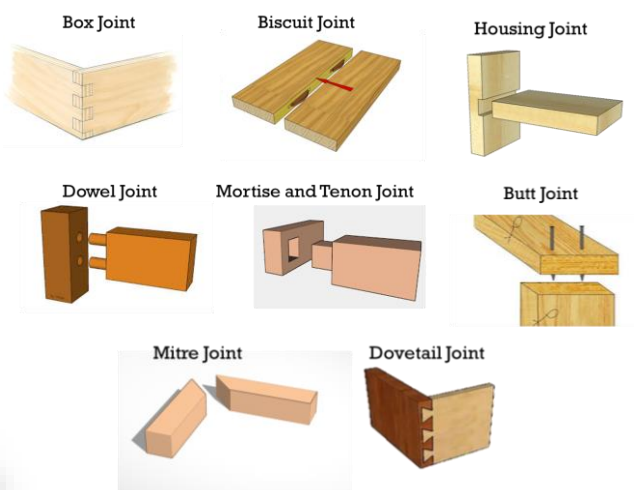 Box Joint
Biscuit Joint
Housing Joint
Dowel Joint
Mortise and Tenon Joint
Butt Joint
Mitre Joint
Dovetail Joint